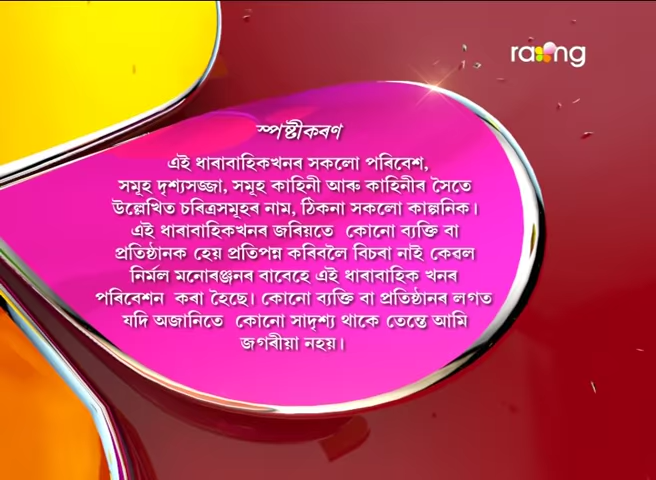 rang
স্পষ্টীকৰণ
এই ধাৰাবাহিকখনৰ সকলো পৰিবেশ,
সমূহ দৃশ্যসজ্জা, সমূহ কাহিনী আৰু কাহিনীৰ সৈতে
উল্লেখিত চৰিত্ৰসমূহৰ নাম, ঠিকনা সকলো কাল্পনিক।
এই ধাৰাবাহিকখনৰ জৰিয়তে কোনো ব্যক্তি বা
প্ৰতিষ্ঠানক হেয় প্ৰতিপন্ন কৰিবলৈ বিচৰা নাই কেৱল
নিৰ্মল মনোৰঞ্জনৰ বাবেহে এই ধাৰাবাহিক খনৰ
পৰিবেশন কৰা হৈছে। কোনো ব্যক্তি বা প্ৰতিষ্ঠানৰ লগত
যদি অজানিতে কোনো সাদৃশ্য থাকে তেন্তে আমি
জগৰীয়া নহয়।